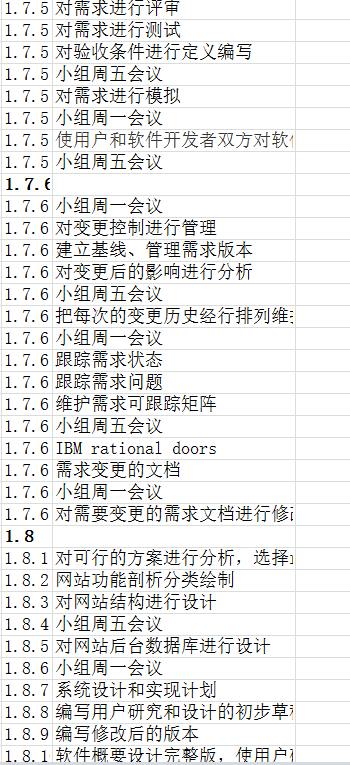 1.7.5 对需求进行评审
1.7.5 对需求进行测试
1.7.5 对验收条件进行定义编写
1.7.5 小组周五会议
1.7.5 对需求进行模拟
1.7.5 小组周一会议
1.7.5 使用户和软件开发者双方对软
1.7.5 小组周五会议
1.7.6
1.7.6 小组周一会议
1.7.6 对变更控制进行管理
1.7.6 建立基线、管理需求版本
1.7.6 对变更后的影响进行分析
1.7.6 小组周五会议
1.7.6 把每次的变更历史经行排列维
1.7.6 小组周一会议
1.7.6 跟踪需求状态
1.7.6 跟踪需求问题
1.7.6 维护需求可跟踪矩阵
1.7.6 小组周五会议
1.7.6 IBM rational doors
1.7.6 需求变更的文档
1.7.6 小组周一会议
1.7.6 对需要变更的需求文档进行修
1.8
1.8.1 对可行的方案进行分析，选择
1.8.2 网站功能剖析分类绘制
1.8.3 对网站结构进行设计
1.8.4 小组周五会议
1.8.5 对网站后台数据库进行设计
1.8.6 小组周一会议
1.8.7 系统设计和实现计划
1.8.8 编写用户研究和设计的初步草
1.8.9 编写修改后的版本
1.8.1 软件概要设计完整版，使用户